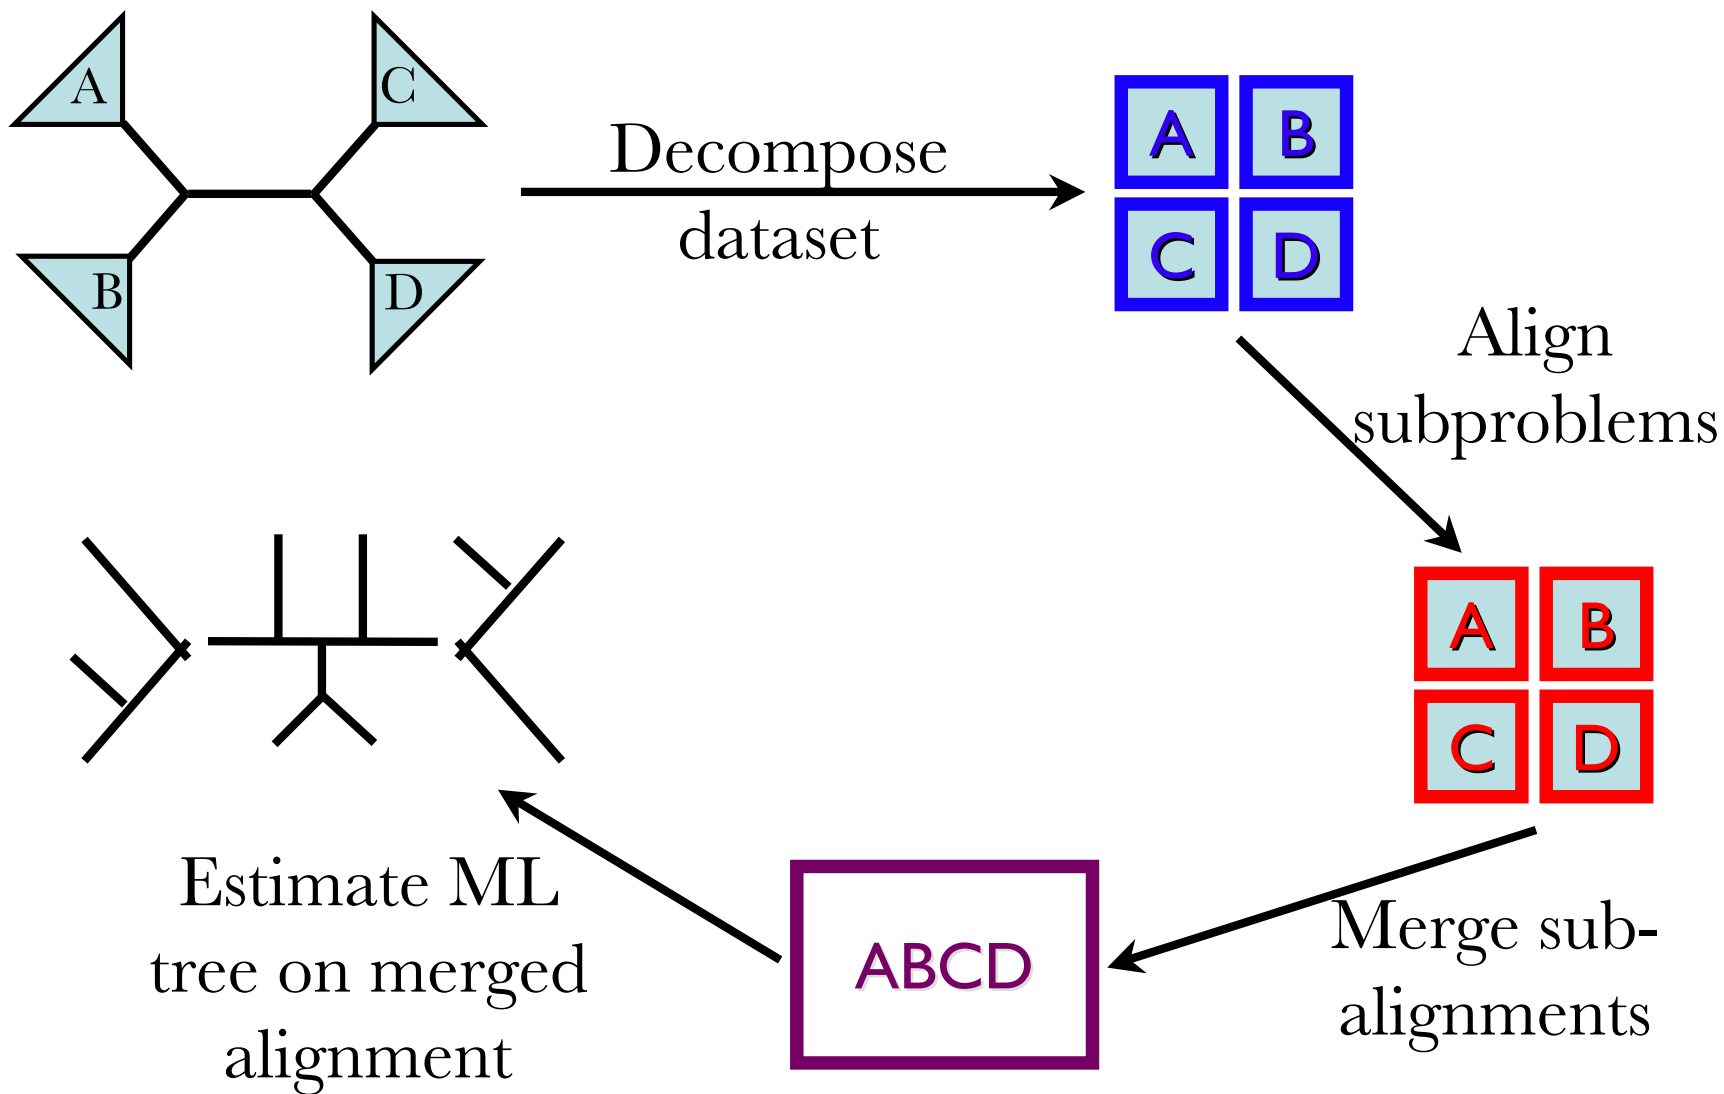 A
C
B
D
Decompose
dataset
A B
C D
Align
subproblems
A B
C D
Merge sub-
alignments
ABCD
Estimate ML
tree on merged
alignment